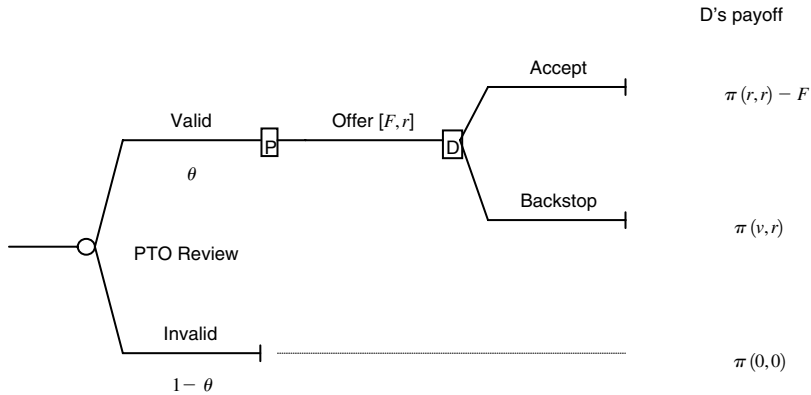 D's payoff
Accept
π(r,r) − F
Valid
Offer [F,r]
P
D
θ
Backstop
π(v,r)
PTO Review
Invalid
π(0,0)
1− θ